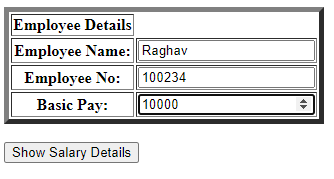 Employee Details
Employee Name: Raghav
Employee No: 100234
Basic Pay: 10000
Show Salary Details